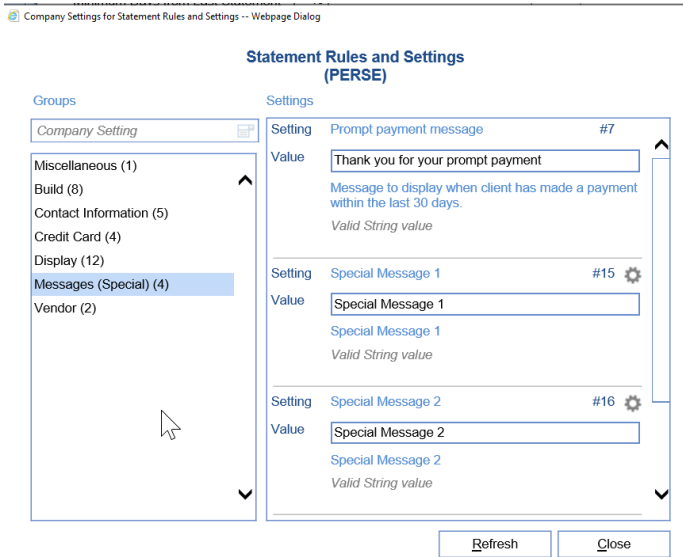 Company Settings for Statement Rules and Settings -- Webpage Dialog
Statement Rules and Settings
(PERSE)
Groups
Company Setting
Miscellaneous (1)
Build (8)
Contact Information (5)
Credit Card (4)
Display (12)
Messages (Special) (4)
Vendor (2)
Settings
Setting Prompt payment message #7
Value Thank you for your prompt payment
Message to display when client has made a payment
within the last 30 days.
Valid String value
Setting Special Message 1 #15
Value Special Message 1
Special Message 1
Valid String value
Setting Special Message 2 #16
Value Special Message 2
Special Message 2
Valid String value
Refresh Close